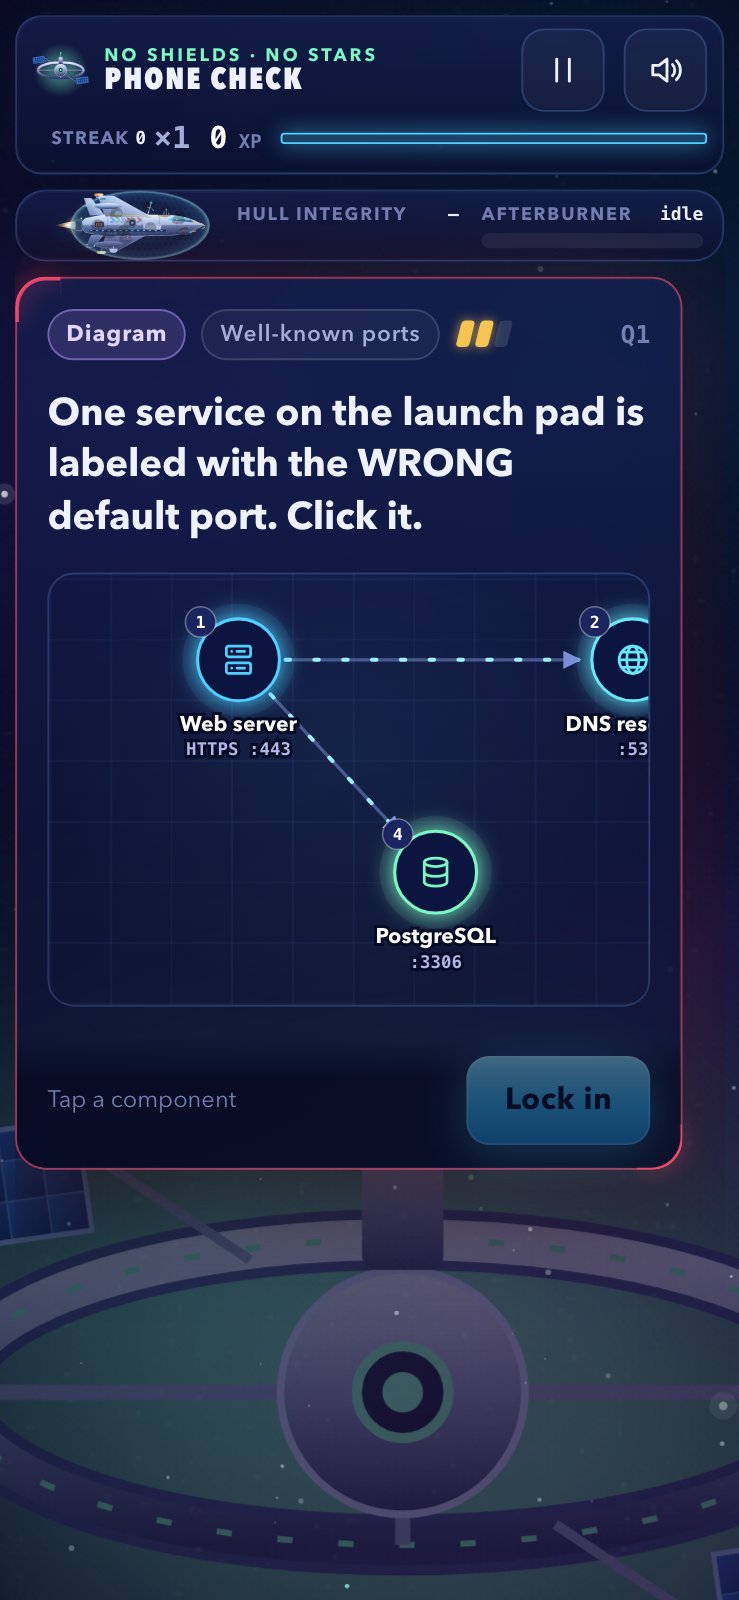 NO SHIELDS · NO STARS
PHONE CHECK
STREAK 0 ×1 0 XP
HULL INTEGRITY – AFTERBURNER idle
Diagram Well-known ports Q1
One service on the launch pad is
labeled with the WRONG
default port. Click it.
1 2
Web server DNS res
HTTPS :443 :53
4
PostgreSQL
:3306
Tap a component Lock in